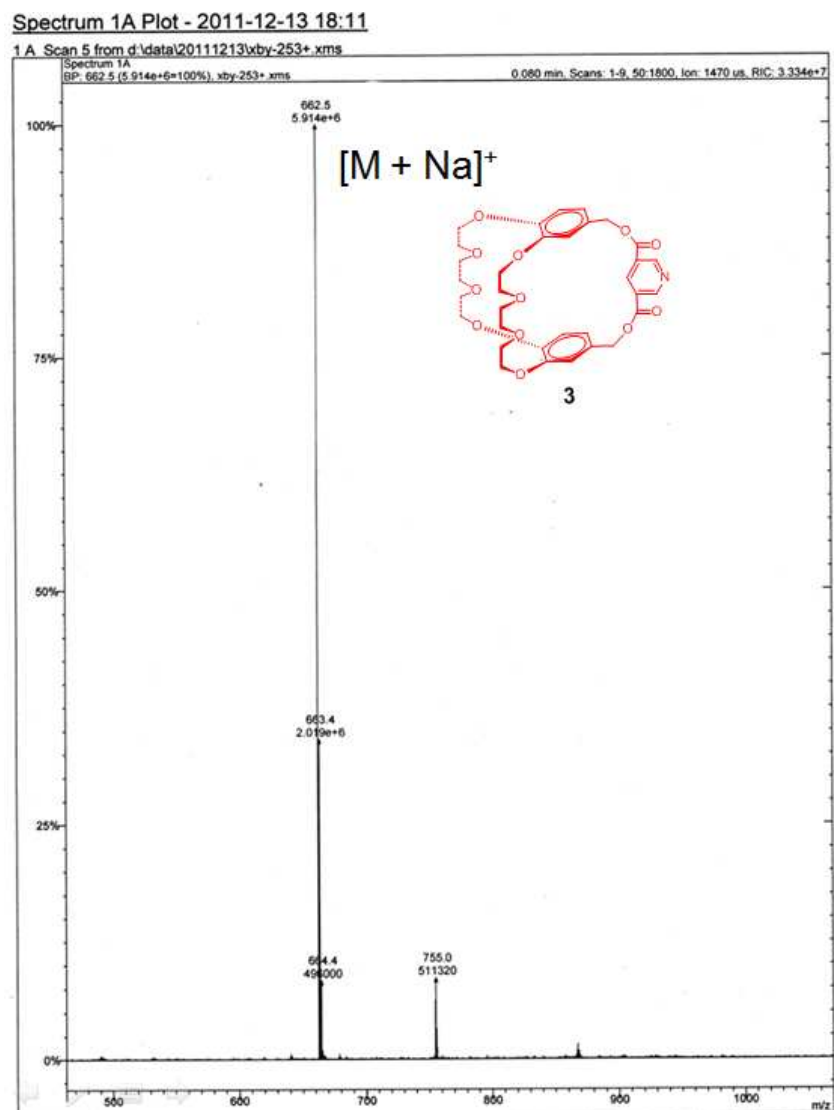 Spectrum 1A Plot - 2011-12-13 18:11
1 A Scan 5 from d:\data\20111213\xby-253+.xms
Spectrum 1A
BP: 662.5 (5.914e+6=100%), xby-253+.xms 0.080 min. Scans: 1-9, 50:1800, Ion: 1470 us, RIC: 3.334e+7
662.5
5.914e+6
100%
[M + Na]⁺
O
O
O
O
O
O
O
N
O
O
O
O
O
3
75%
50%
663.4
2.019e+6
25%
664.4
496000
755.0
511320
0%
500 600 700 800 900 1000
m/z